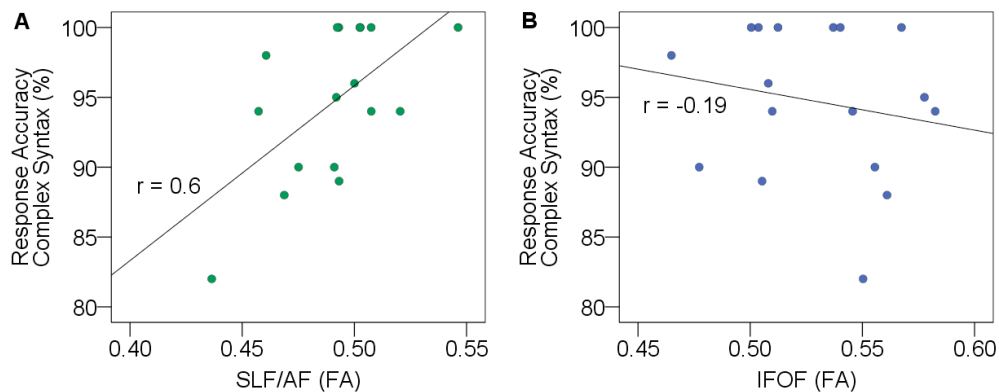 A
Response Accuracy
Complex Syntax (%)
100
95
90
85
80
r = 0.6
0.40
0.45
0.50
0.55
SLF/AF (FA)
B
Response Accuracy
Complex Syntax (%)
100
95
90
85
80
r = -0.19
0.45
0.50
0.55
0.60
IFOF (FA)